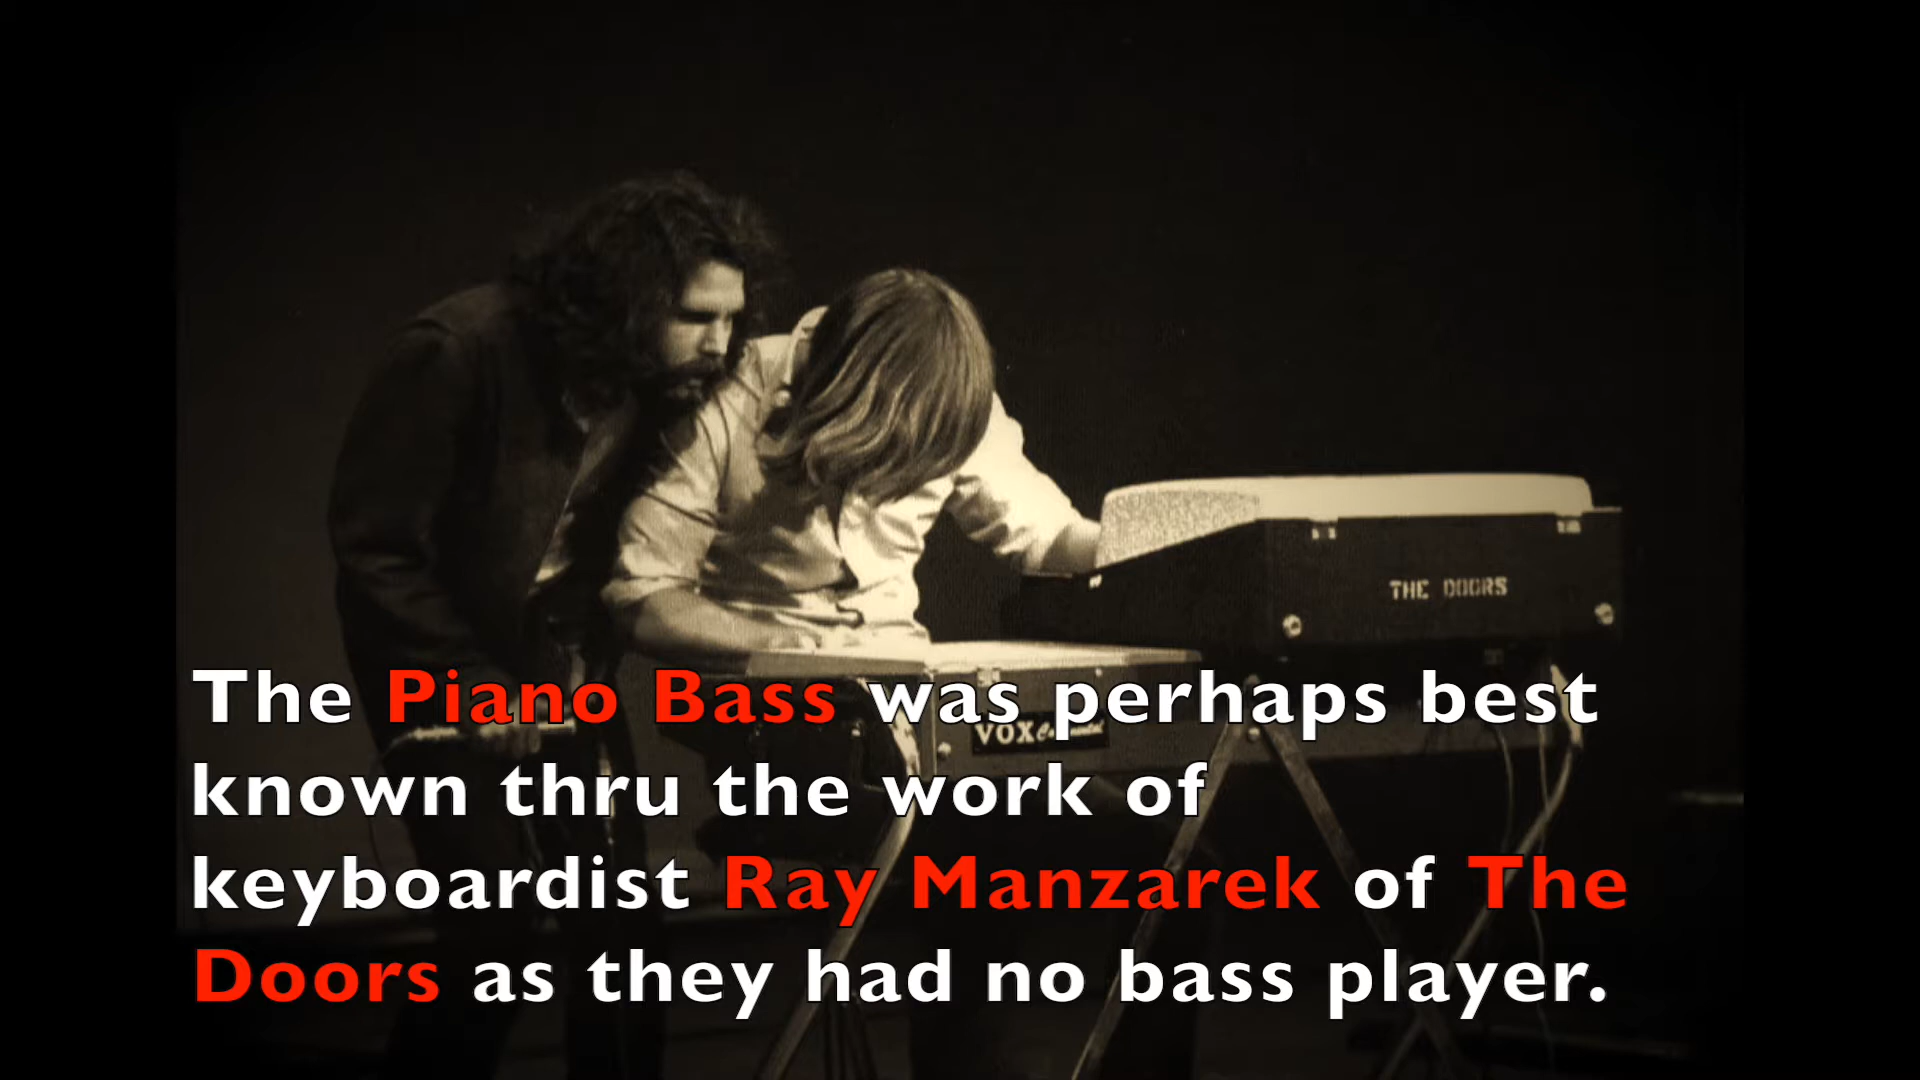 THE DOORS
The Piano Bass was perhaps best
VOX Continental
known thru the work of
keyboardist Ray Manzarek of The
Doors as they had no bass player.